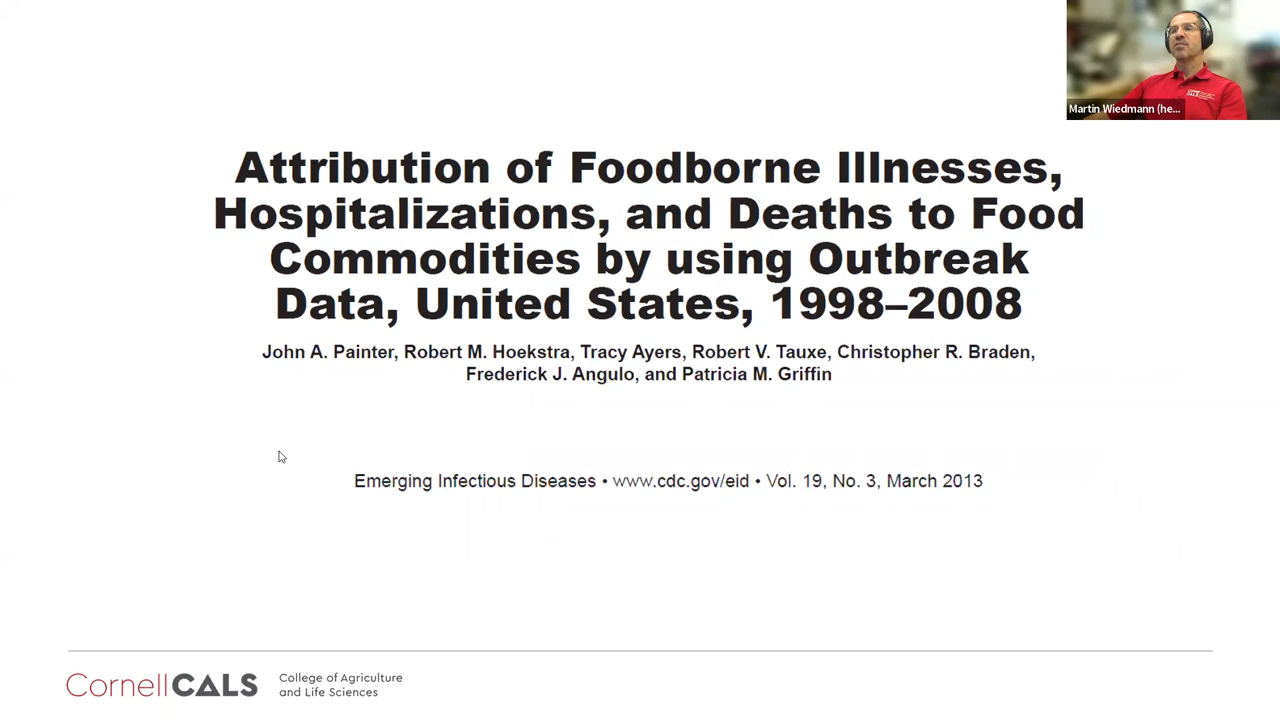 Martin Wiedmann (he...
Attribution of Foodborne Illnesses,
Hospitalizations, and Deaths to Food
Commodities by using Outbreak
Data, United States, 1998–2008
John A. Painter, Robert M. Hoekstra, Tracy Ayers, Robert V. Tauxe, Christopher R. Braden,
Frederick J. Angulo, and Patricia M. Griffin
Emerging Infectious Diseases • www.cdc.gov/eid • Vol. 19, No. 3, March 2013
CornellCALS
College of Agriculture
and Life Sciences